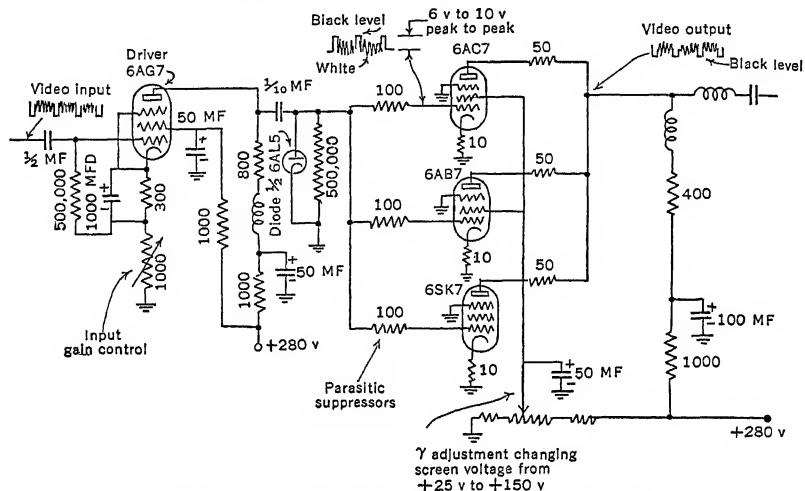 Driver
6AG7
Video input
½ MF
500,000
1000 MFD
300
1000
Input
gain control
50 MF
1000
+280 v
800
1000
50 MF
1/10 MF
Diode ½ 6AL5
500,000
Black level
White
6 v to 10 v
peak to peak
100
100
100
Parasitic
suppressors
6AC7
10
6AB7
10
6SK7
10
50
50
50
50 MF
γ adjustment changing
screen voltage from
+25 v to +150 v
Video output
Black level
400
100 MF
1000
+280 v